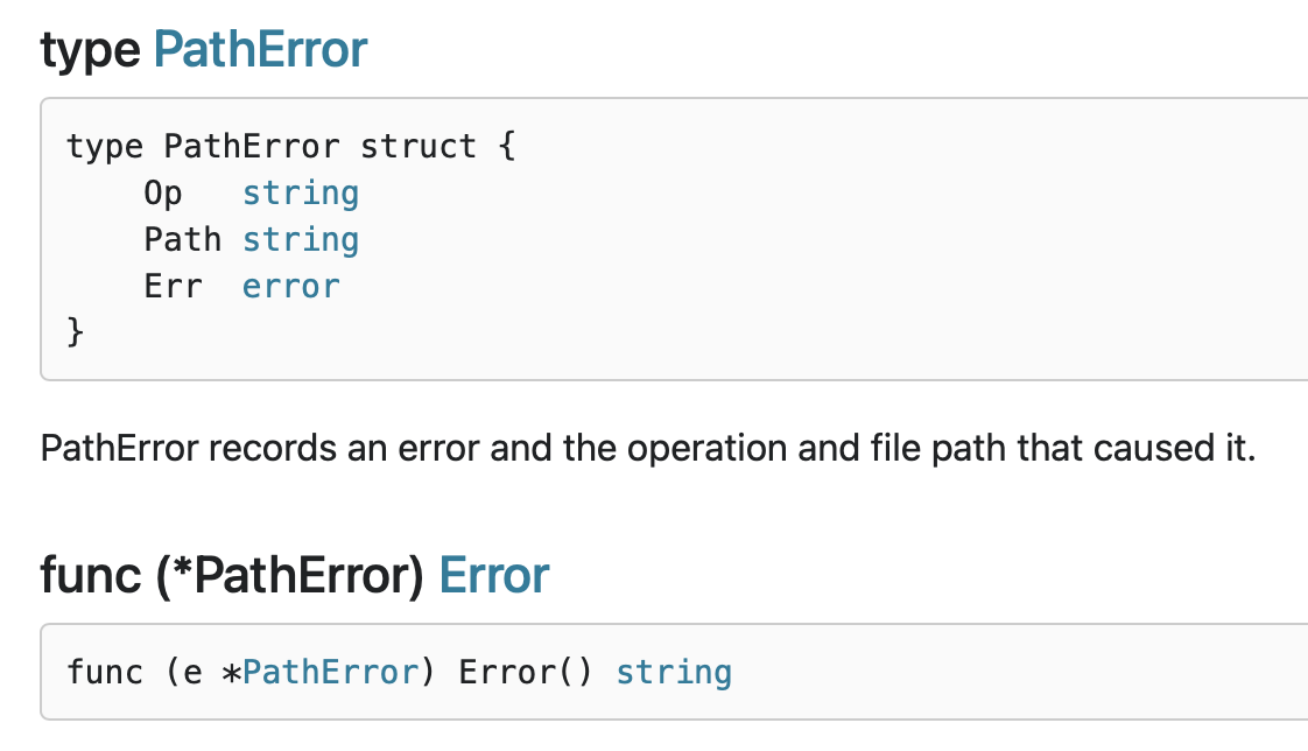 type PathError
type PathError struct {
    Op   string
    Path string
    Err  error
}
PathError records an error and the operation and file path that caused it.
func (*PathError) Error
func (e *PathError) Error() string